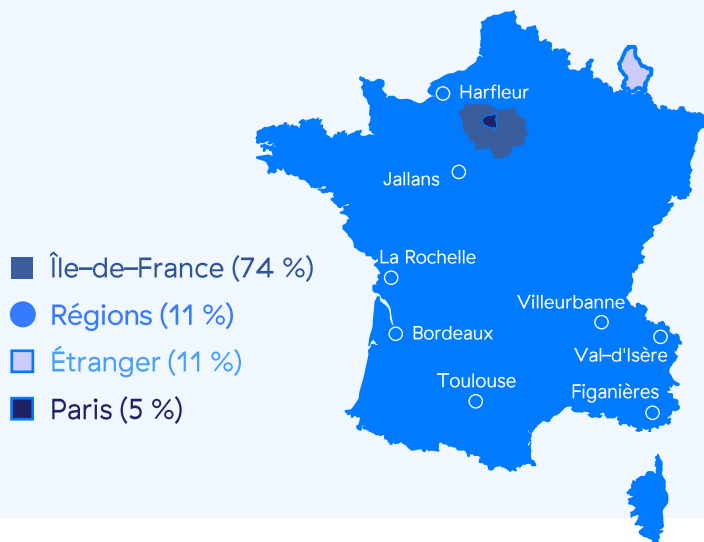 Harfleur
Jallans
La Rochelle
Île–de–France (74 %)
Villeurbanne
Régions (11 %)
Bordeaux
Étranger (11 %)
Val–d'Isère
Toulouse
Figanières
Paris (5 %)